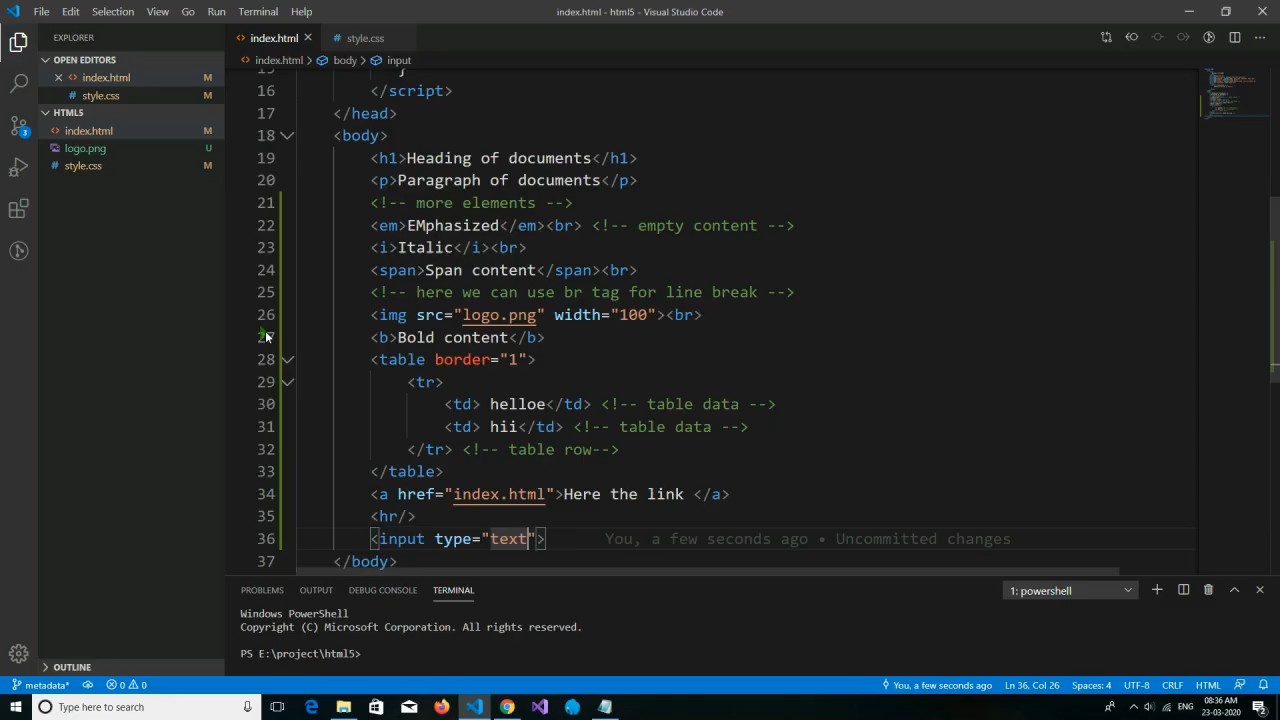 File Edit Selection View Go Run Terminal Help
index.html - html5 - Visual Studio Code
EXPLORER
OPEN EDITORS
index.html M
style.css M
HTML5
index.html M
logo.png U
style.css M
OUTLINE
index.html style.css
index.html > body > input
15 }
16 </script>
17 </head>
18 <body>
19 <h1>Heading of documents</h1>
20 <p>Paragraph of documents</p>
21 <!-- more elements -->
22 <em>EMphasized</em><br> <!-- empty content -->
23 <i>Italic</i><br>
24 <span>Span content</span><br>
25 <!-- here we can use br tag for line break -->
26 <img src="logo.png" width="100"><br>
27 <b>Bold content</b>
28 <table border="1">
29 <tr>
30 <td> helloe</td> <!-- table data -->
31 <td> hii</td> <!-- table data -->
32 </tr> <!-- table row-->
33 </table>
34 <a href="index.html">Here the link </a>
35 <hr/>
36 <input type="text"> You, a few seconds ago • Uncommitted changes
37 </body>
PROBLEMS OUTPUT DEBUG CONSOLE TERMINAL 1: powershell
Windows PowerShell
Copyright (C) Microsoft Corporation. All rights reserved.
PS E:\project\html5>
3
metadata* 0 0 You, a few seconds ago Ln 36, Col 26 Spaces: 4 UTF-8 CRLF HTML
Type here to search ENG 08:36 AM
23-03-2020 2